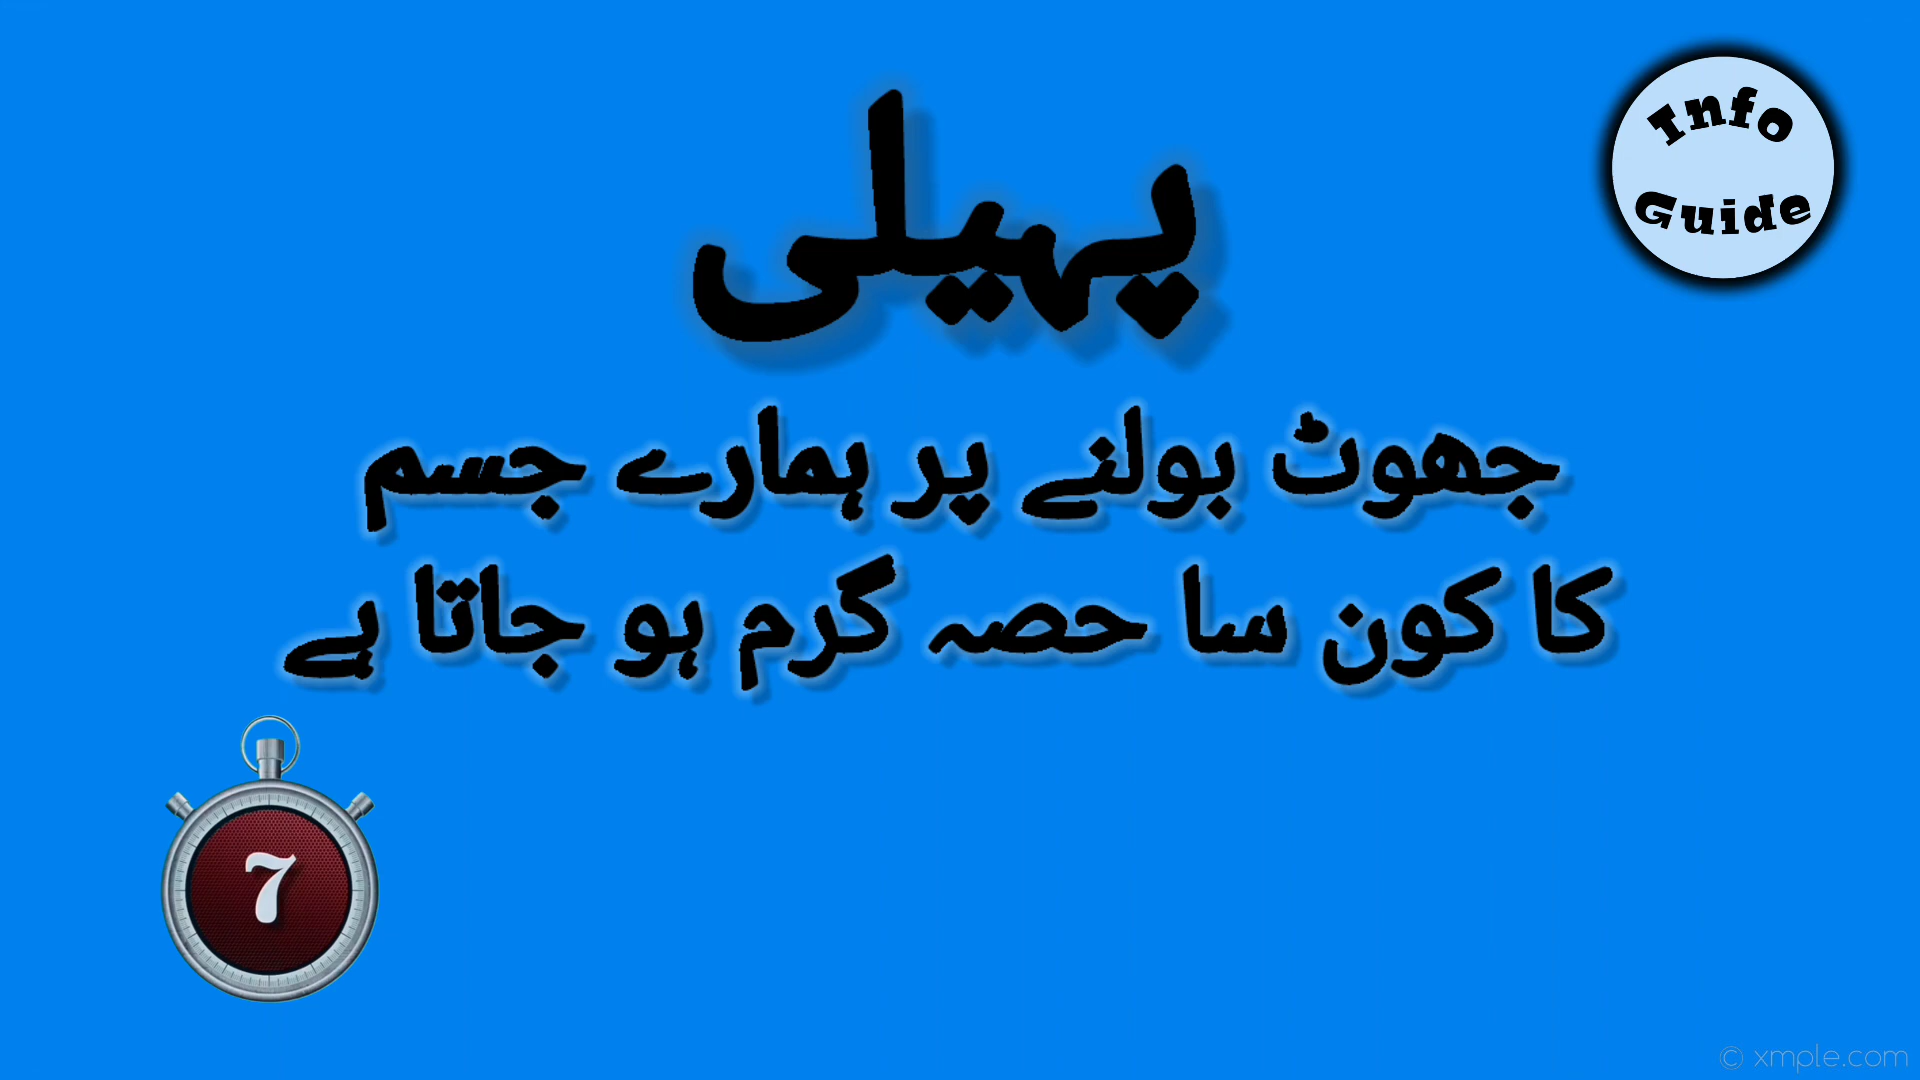 Info
Guide
پہیلی
جھوٹ بولنے پر ہمارے جسم
کا کون سا حصہ گرم ہو جاتا ہے
7
© xmple.com